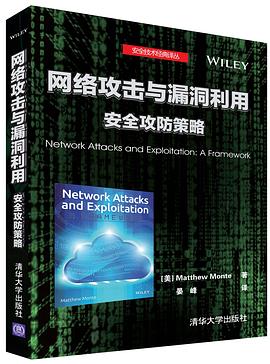 安全技术经典译丛
WILEY
网络攻击与漏洞利用
安全攻防策略
Network Attacks and Exploitation: A Framework
Network Attacks
and Exploitation
Matthew Monte
WILEY
[美] Matthew Monte 著
晏峰 译
清华大学出版社
网络攻击与漏洞利用
安全攻防策略
清华大学出版社